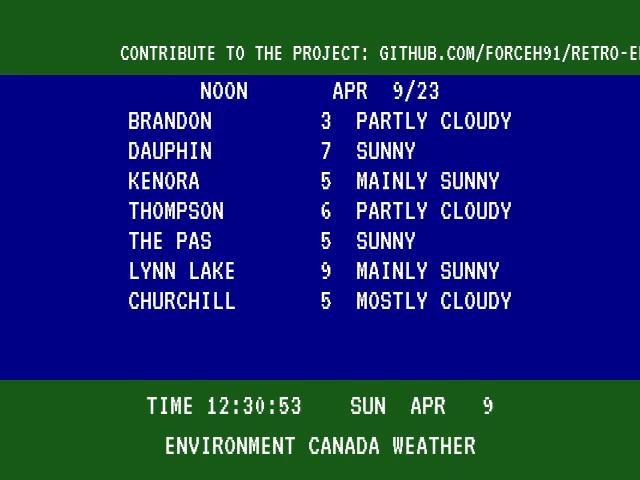 CONTRIBUTE TO THE PROJECT: GITHUB.COM/FORCEH91/RETRO-E
NOON APR 9/23
BRANDON 3 PARTLY CLOUDY
DAUPHIN 7 SUNNY
KENORA 5 MAINLY SUNNY
THOMPSON 6 PARTLY CLOUDY
THE PAS 5 SUNNY
LYNN LAKE 9 MAINLY SUNNY
CHURCHILL 5 MOSTLY CLOUDY
TIME 12:30:53 SUN APR 9
ENVIRONMENT CANADA WEATHER